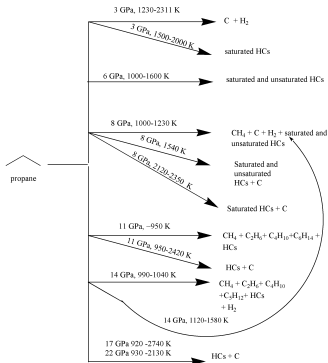 3 GPa, 1230-2311 K
C + H₂
3 GPa, 1500-2000 K
saturated HCs
6 GPa, 1000-1600 K
saturated and unsaturated HCs
8 GPa, 1000-1230 K
CH₄ + C + H₂ + saturated and
unsaturated HCs
8 GPa, 1540 K
Saturated and
unsaturated
HCs + C
8 GPa, 2120-2350 K
Saturated HCs + C
propane
11 GPa, ~950 K
CH₄ + C₂H₆+ C₄H₁₀+C₆H₁₄ +
HCs
11 GPa, 950-2420 K
HCs + C
14 GPa, 990-1040 K
CH₄ + C₂H₆+ C₄H₁₀
+C₅H₁₂+ HCs
+ H₂
14 GPa, 1120-1580 K
17 GPa 920 -2740 K
22 GPa 930 -2130 K
HCs + C